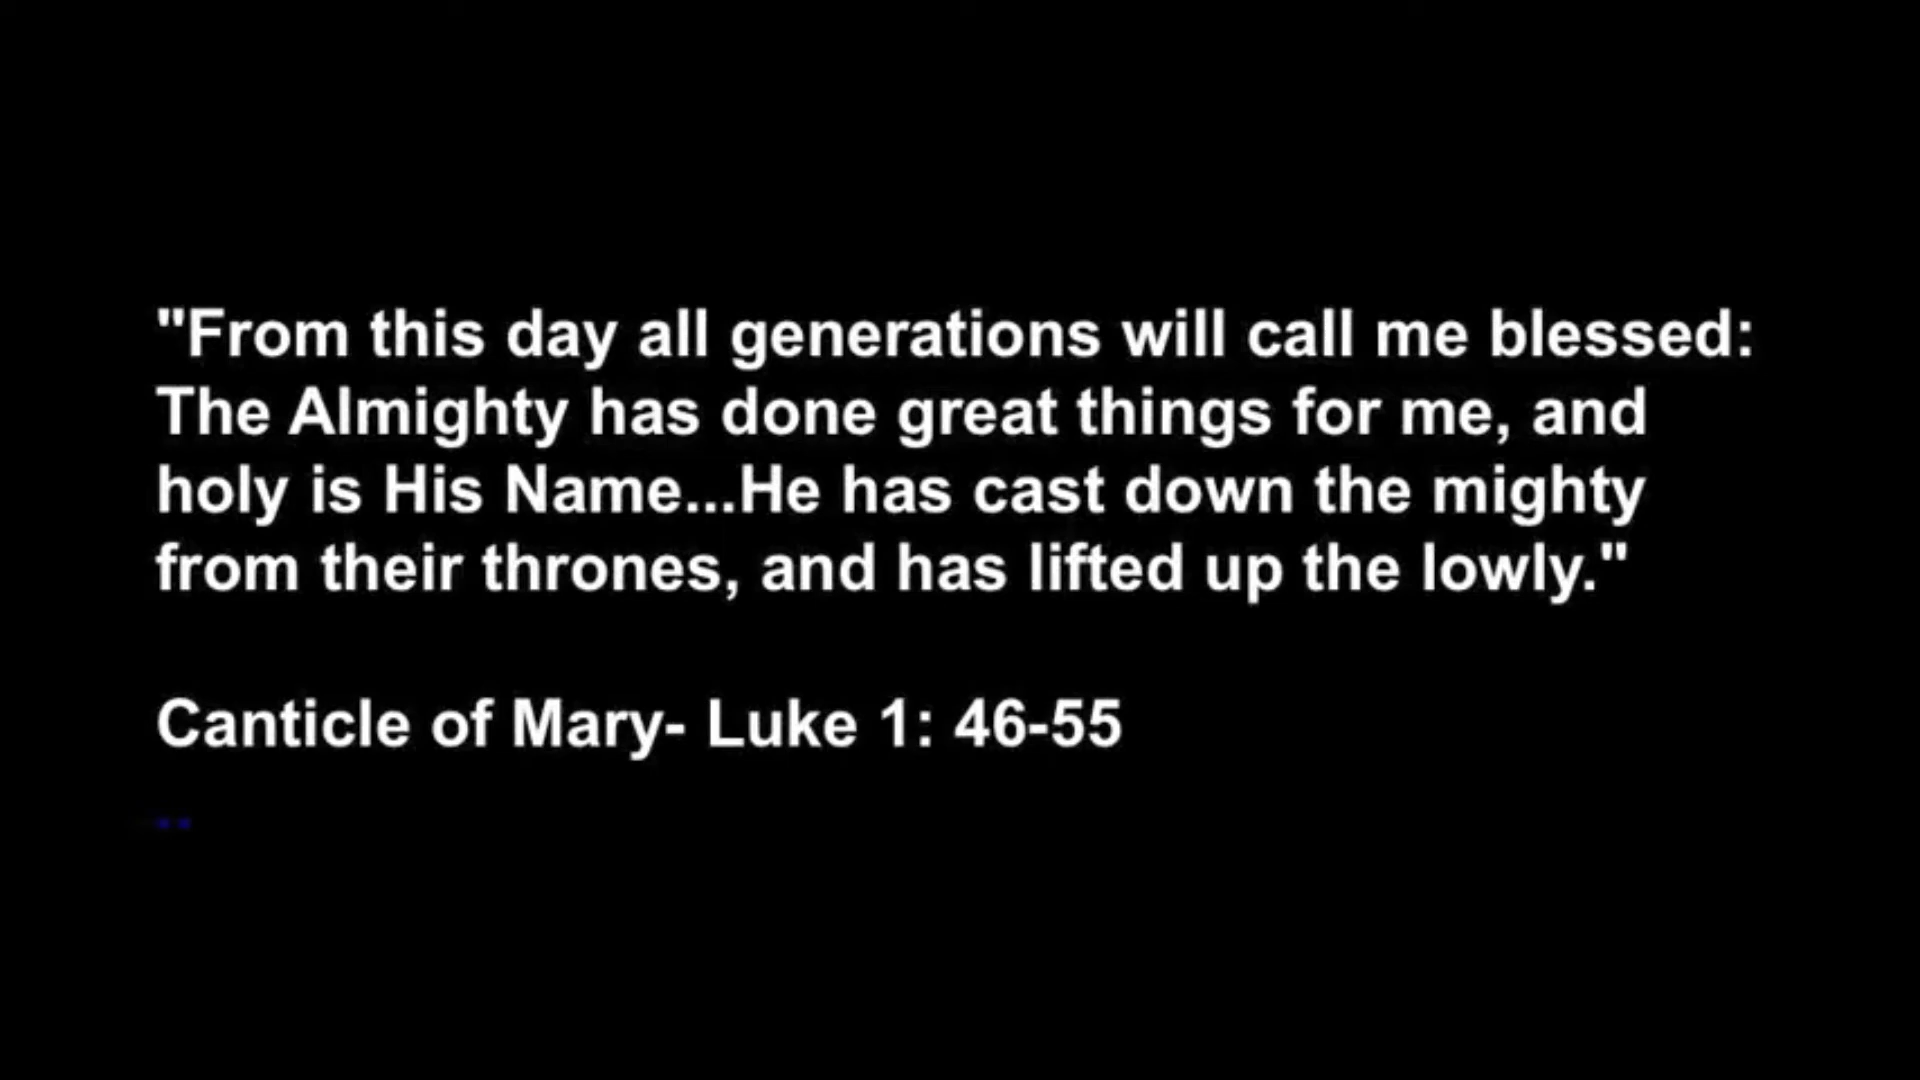 "From this day all generations will call me blessed:
The Almighty has done great things for me, and
holy is His Name...He has cast down the mighty
from their thrones, and has lifted up the lowly."
Canticle of Mary- Luke 1: 46-55